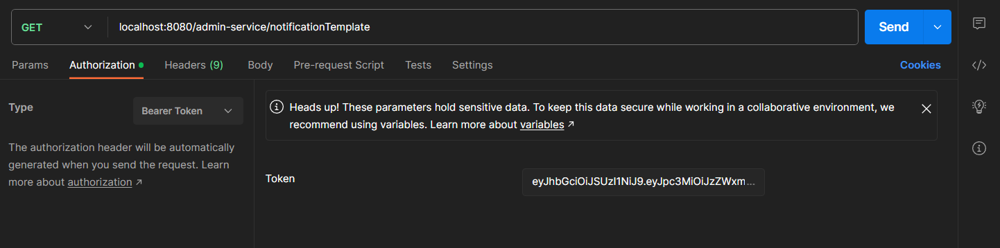 GET localhost:8080/admin-service/notificationTemplate Send
Params Authorization Headers (9) Body Pre-request Script Tests Settings Cookies
Type Bearer Token
The authorization header will be automatically
generated when you send the request. Learn
more about authorization ↗
Heads up! These parameters hold sensitive data. To keep this data secure while working in a collaborative environment, we
recommend using variables. Learn more about variables ↗
Token eyJhbGciOiJSUzI1NiJ9.eyJpc3MiOiJzZWxm...